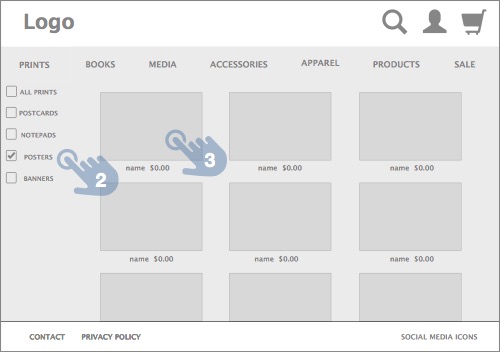 Logo
PRINTS BOOKS MEDIA ACCESSORIES APPAREL PRODUCTS SALE
ALL PRINTS
POSTCARDS
NOTEPADS
POSTERS
BANNERS
2
3
name $0.00 name $0.00 name $0.00
name $0.00 name $0.00 name $0.00
CONTACT PRIVACY POLICY SOCIAL MEDIA ICONS